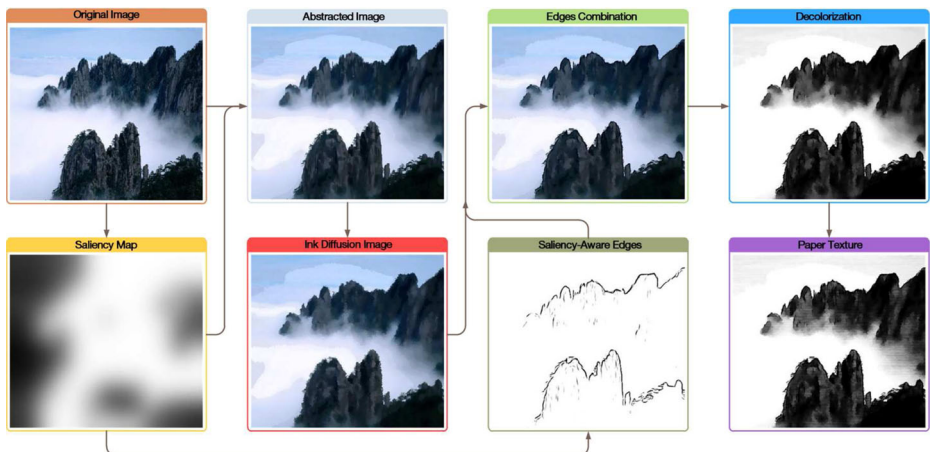 Original Image
Abstracted Image
Edges Combination
Decolorization
Saliency Map
Ink Diffusion Image
Saliency-Aware Edges
Paper Texture